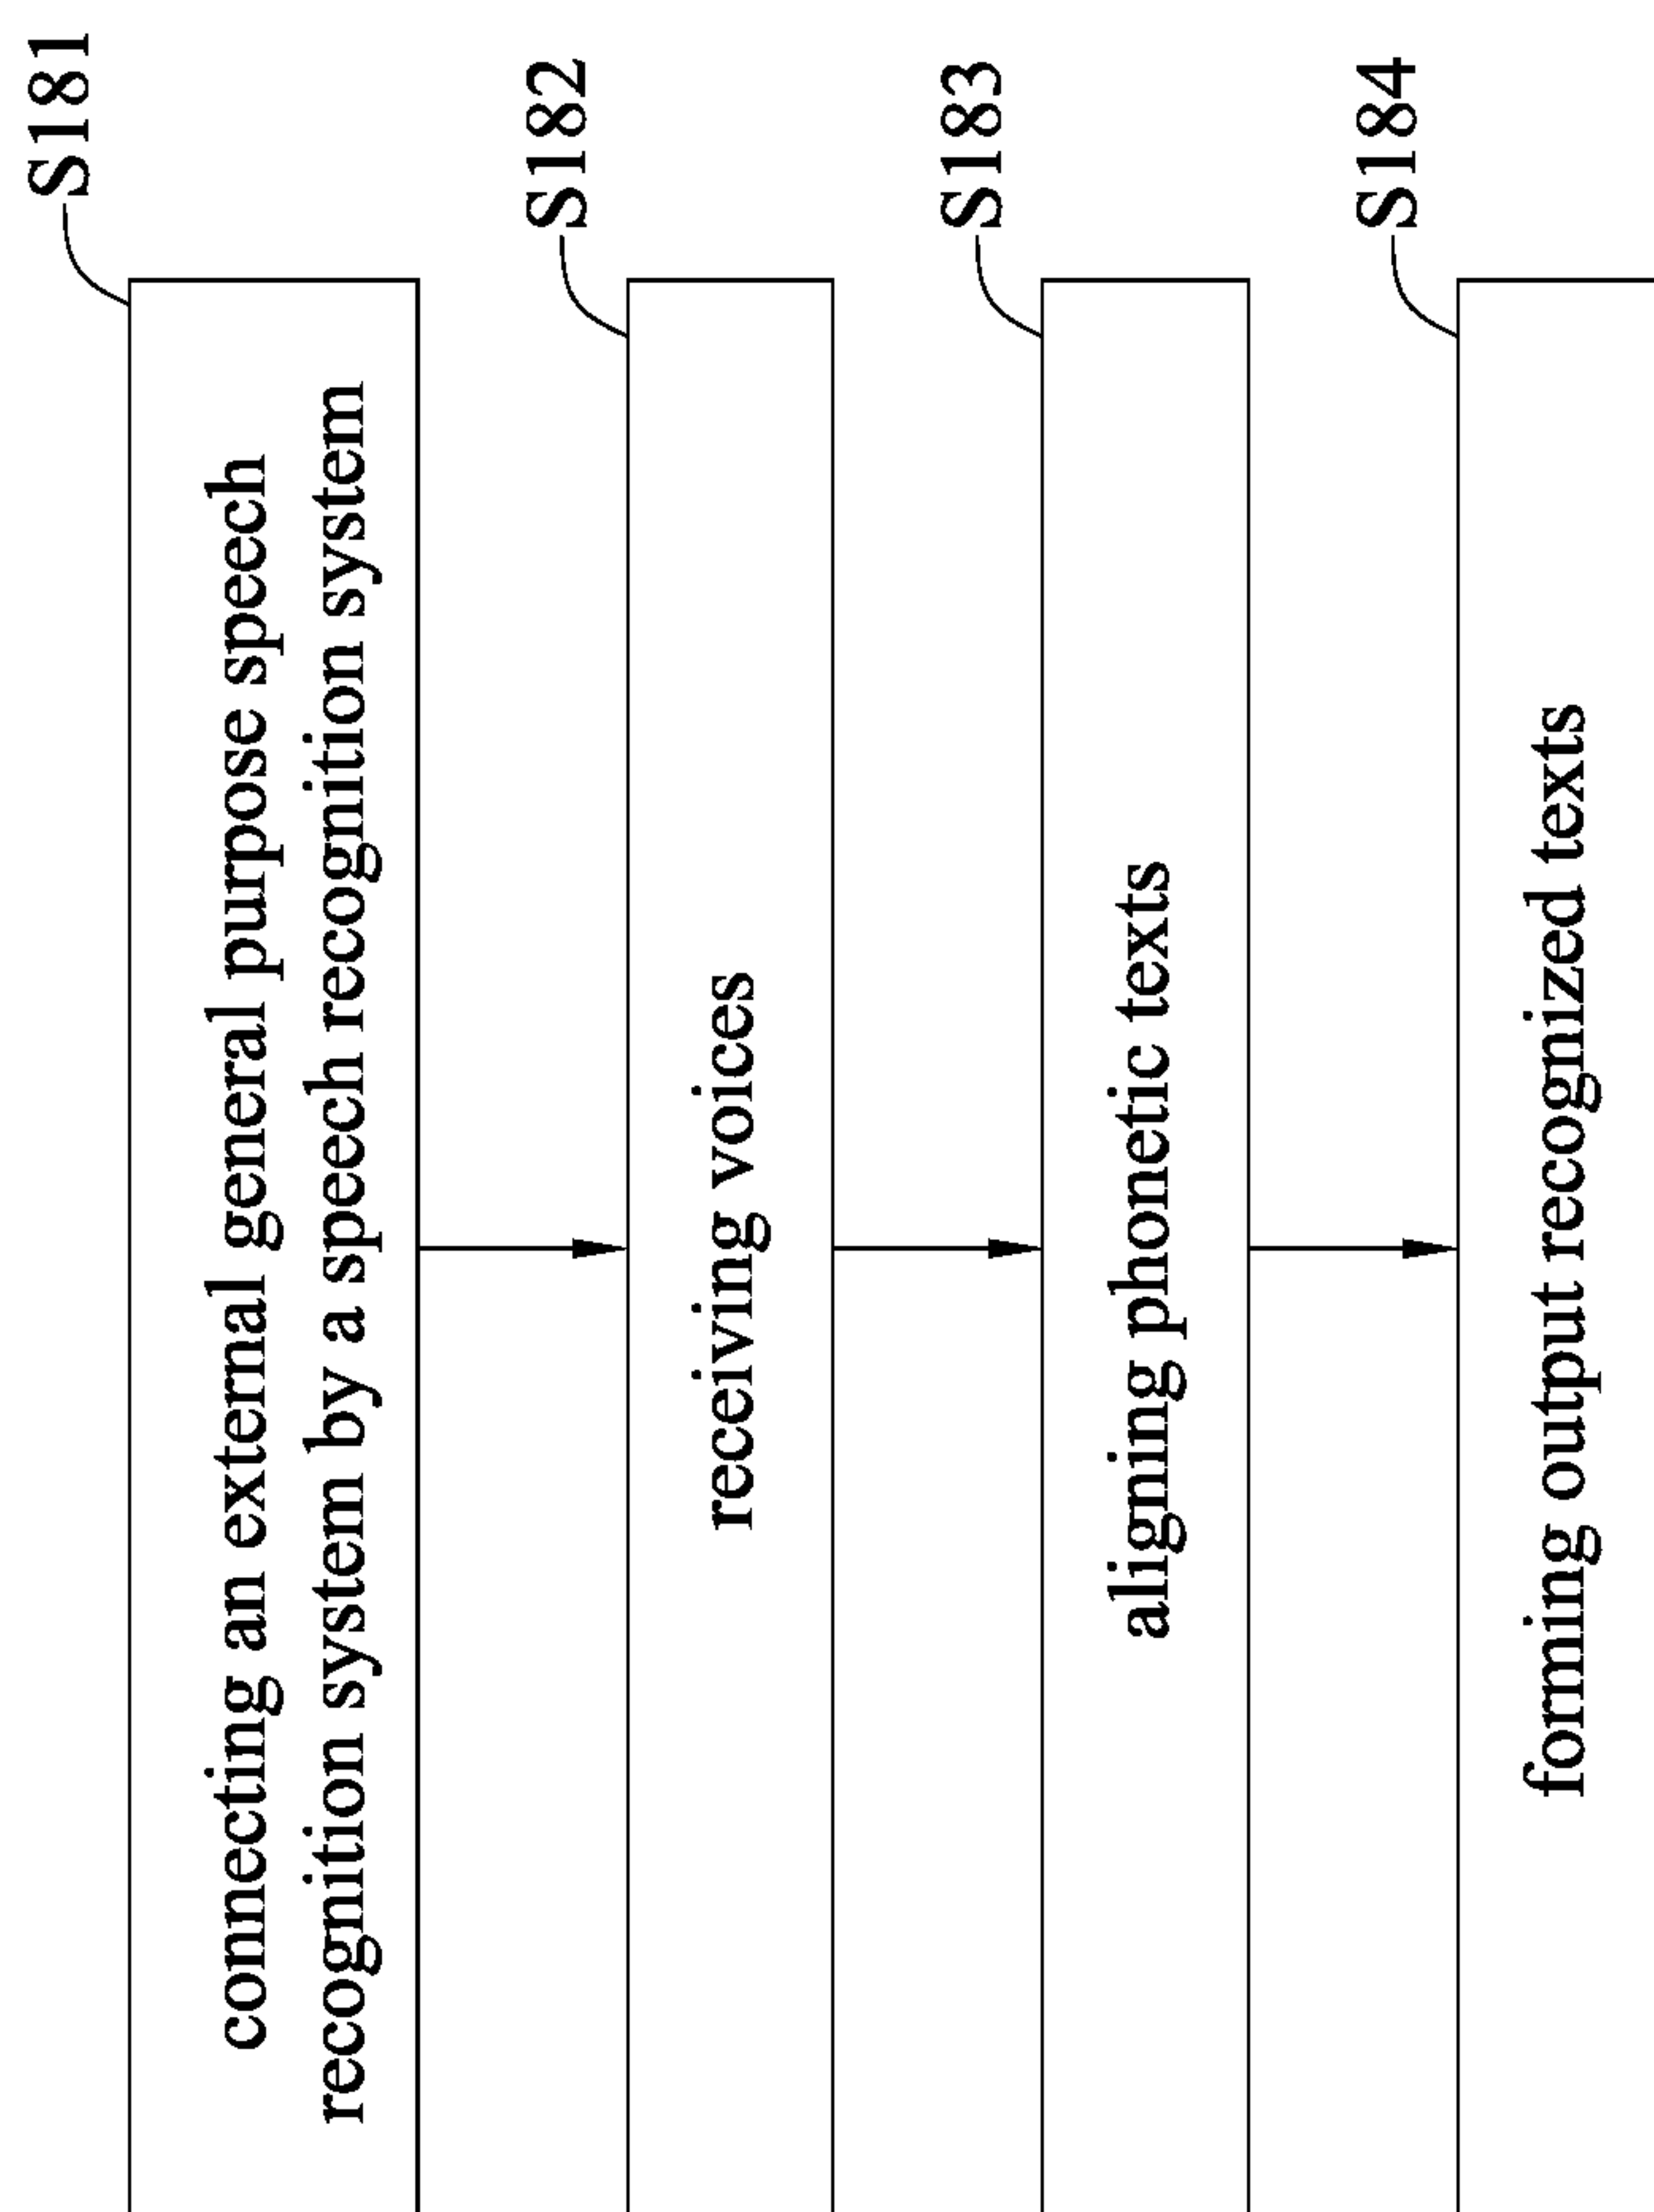 S181
connecting an external general purpose speech
recognition system by a speech recognition system
S182
receiving voices
S183
aligning phonetic texts
S184
forming output recognized texts